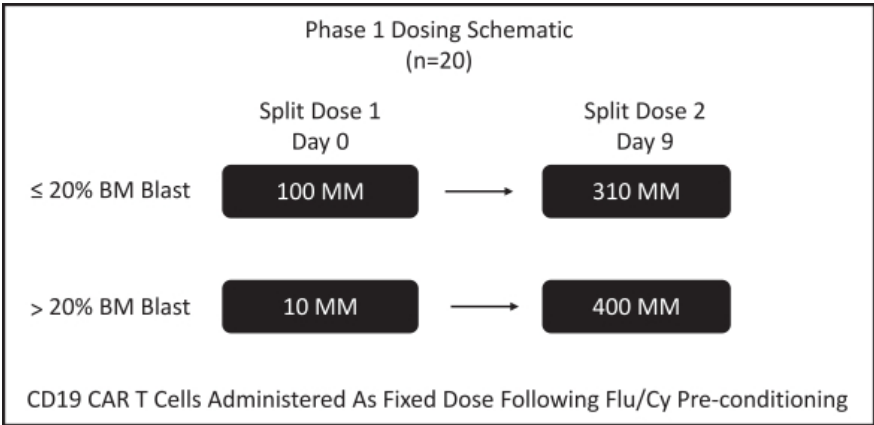 Phase 1 Dosing Schematic
(n=20)
Split Dose 1
Day 0
Split Dose 2
Day 9
≤ 20% BM Blast
100 MM
310 MM
> 20% BM Blast
10 MM
400 MM
CD19 CAR T Cells Administered As Fixed Dose Following Flu/Cy Pre-conditioning